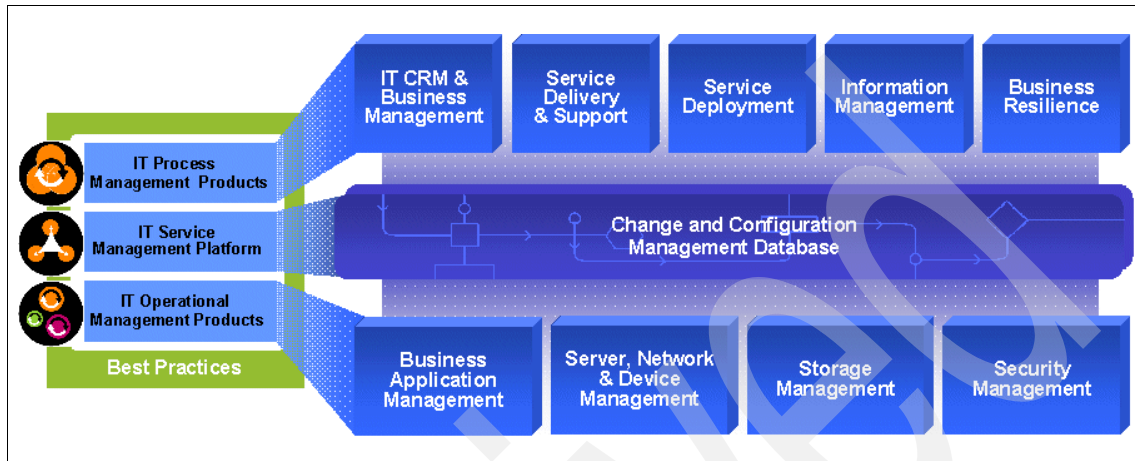 IT CRM &
Business
Management
Service
Delivery
& Support
Service
Deployment
Information
Management
Business
Resilience
IT Process
Management Products
IT Service
Management Platform
IT Operational
Management Products
Best Practices
Change and Configuration
Management Database
Business
Application
Management
Server, Network
& Device
Management
Storage
Management
Security
Management